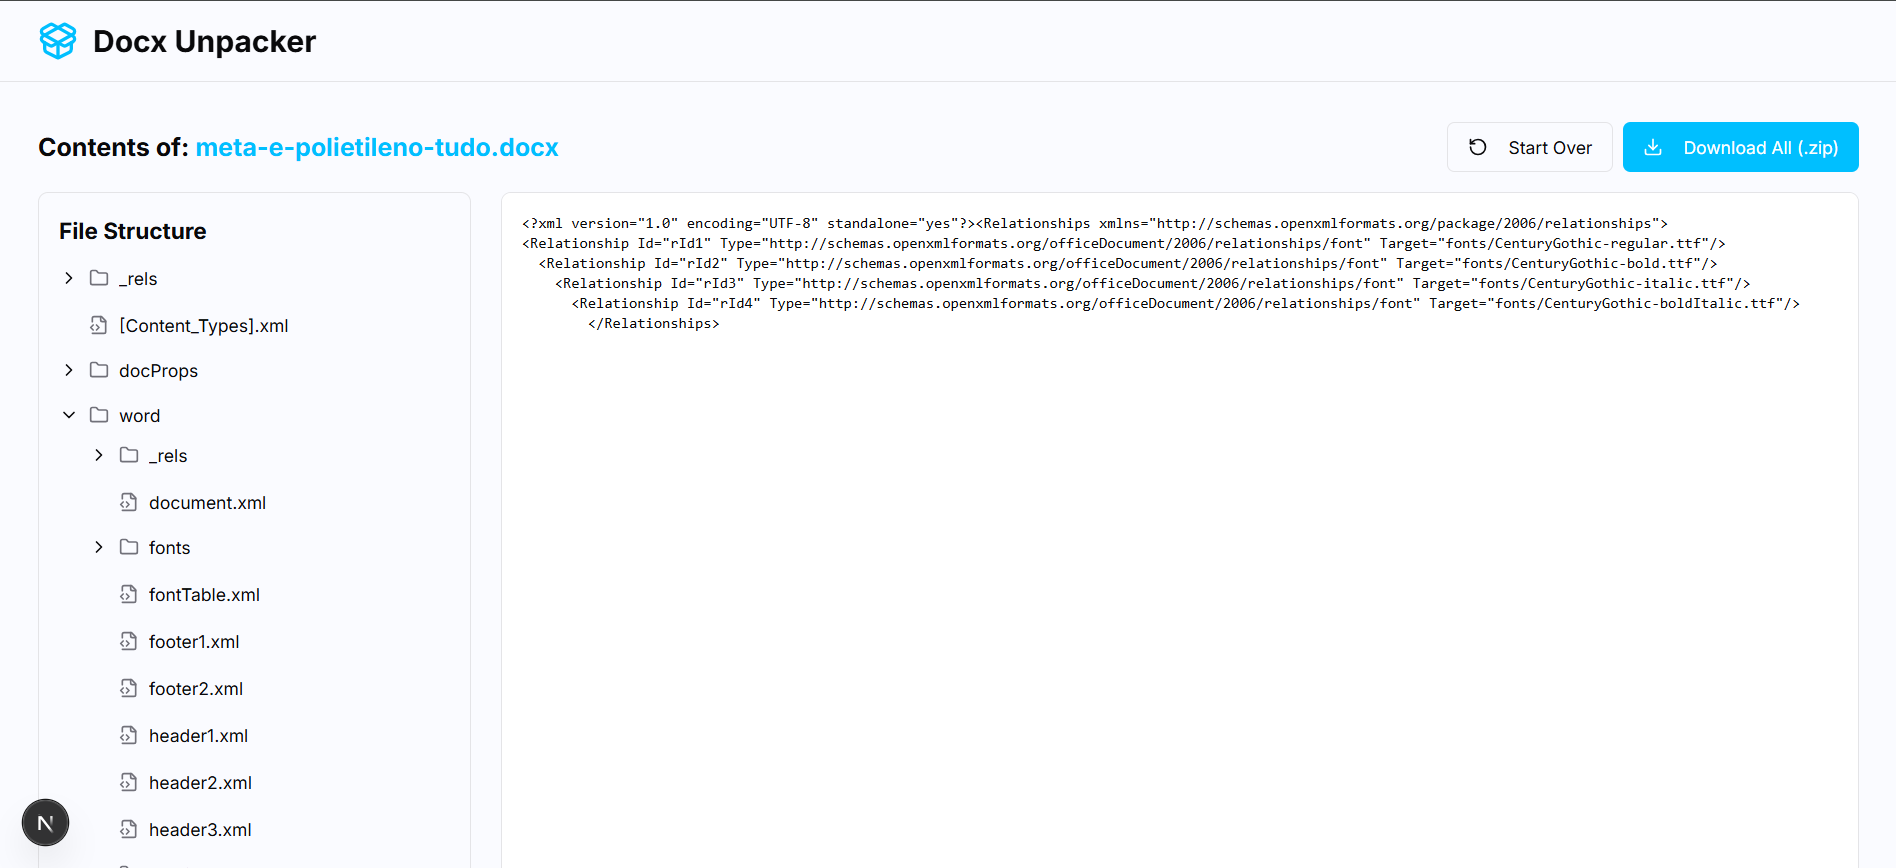 Docx Unpacker
Contents of: meta-e-polietileno-tudo.docx
Start Over
Download All (.zip)
File Structure
_rels
[Content_Types].xml
docProps
word
_rels
document.xml
fonts
fontTable.xml
footer1.xml
footer2.xml
header1.xml
header2.xml
header3.xml
N
<?xml version="1.0" encoding="UTF-8" standalone="yes"?><Relationships xmlns="http://schemas.openxmlformats.org/package/2006/relationships">
<Relationship Id="rId1" Type="http://schemas.openxmlformats.org/officeDocument/2006/relationships/font" Target="fonts/CenturyGothic-regular.ttf"/>
<Relationship Id="rId2" Type="http://schemas.openxmlformats.org/officeDocument/2006/relationships/font" Target="fonts/CenturyGothic-bold.ttf"/>
<Relationship Id="rId3" Type="http://schemas.openxmlformats.org/officeDocument/2006/relationships/font" Target="fonts/CenturyGothic-italic.ttf"/>
<Relationship Id="rId4" Type="http://schemas.openxmlformats.org/officeDocument/2006/relationships/font" Target="fonts/CenturyGothic-boldItalic.ttf"/>
</Relationships>